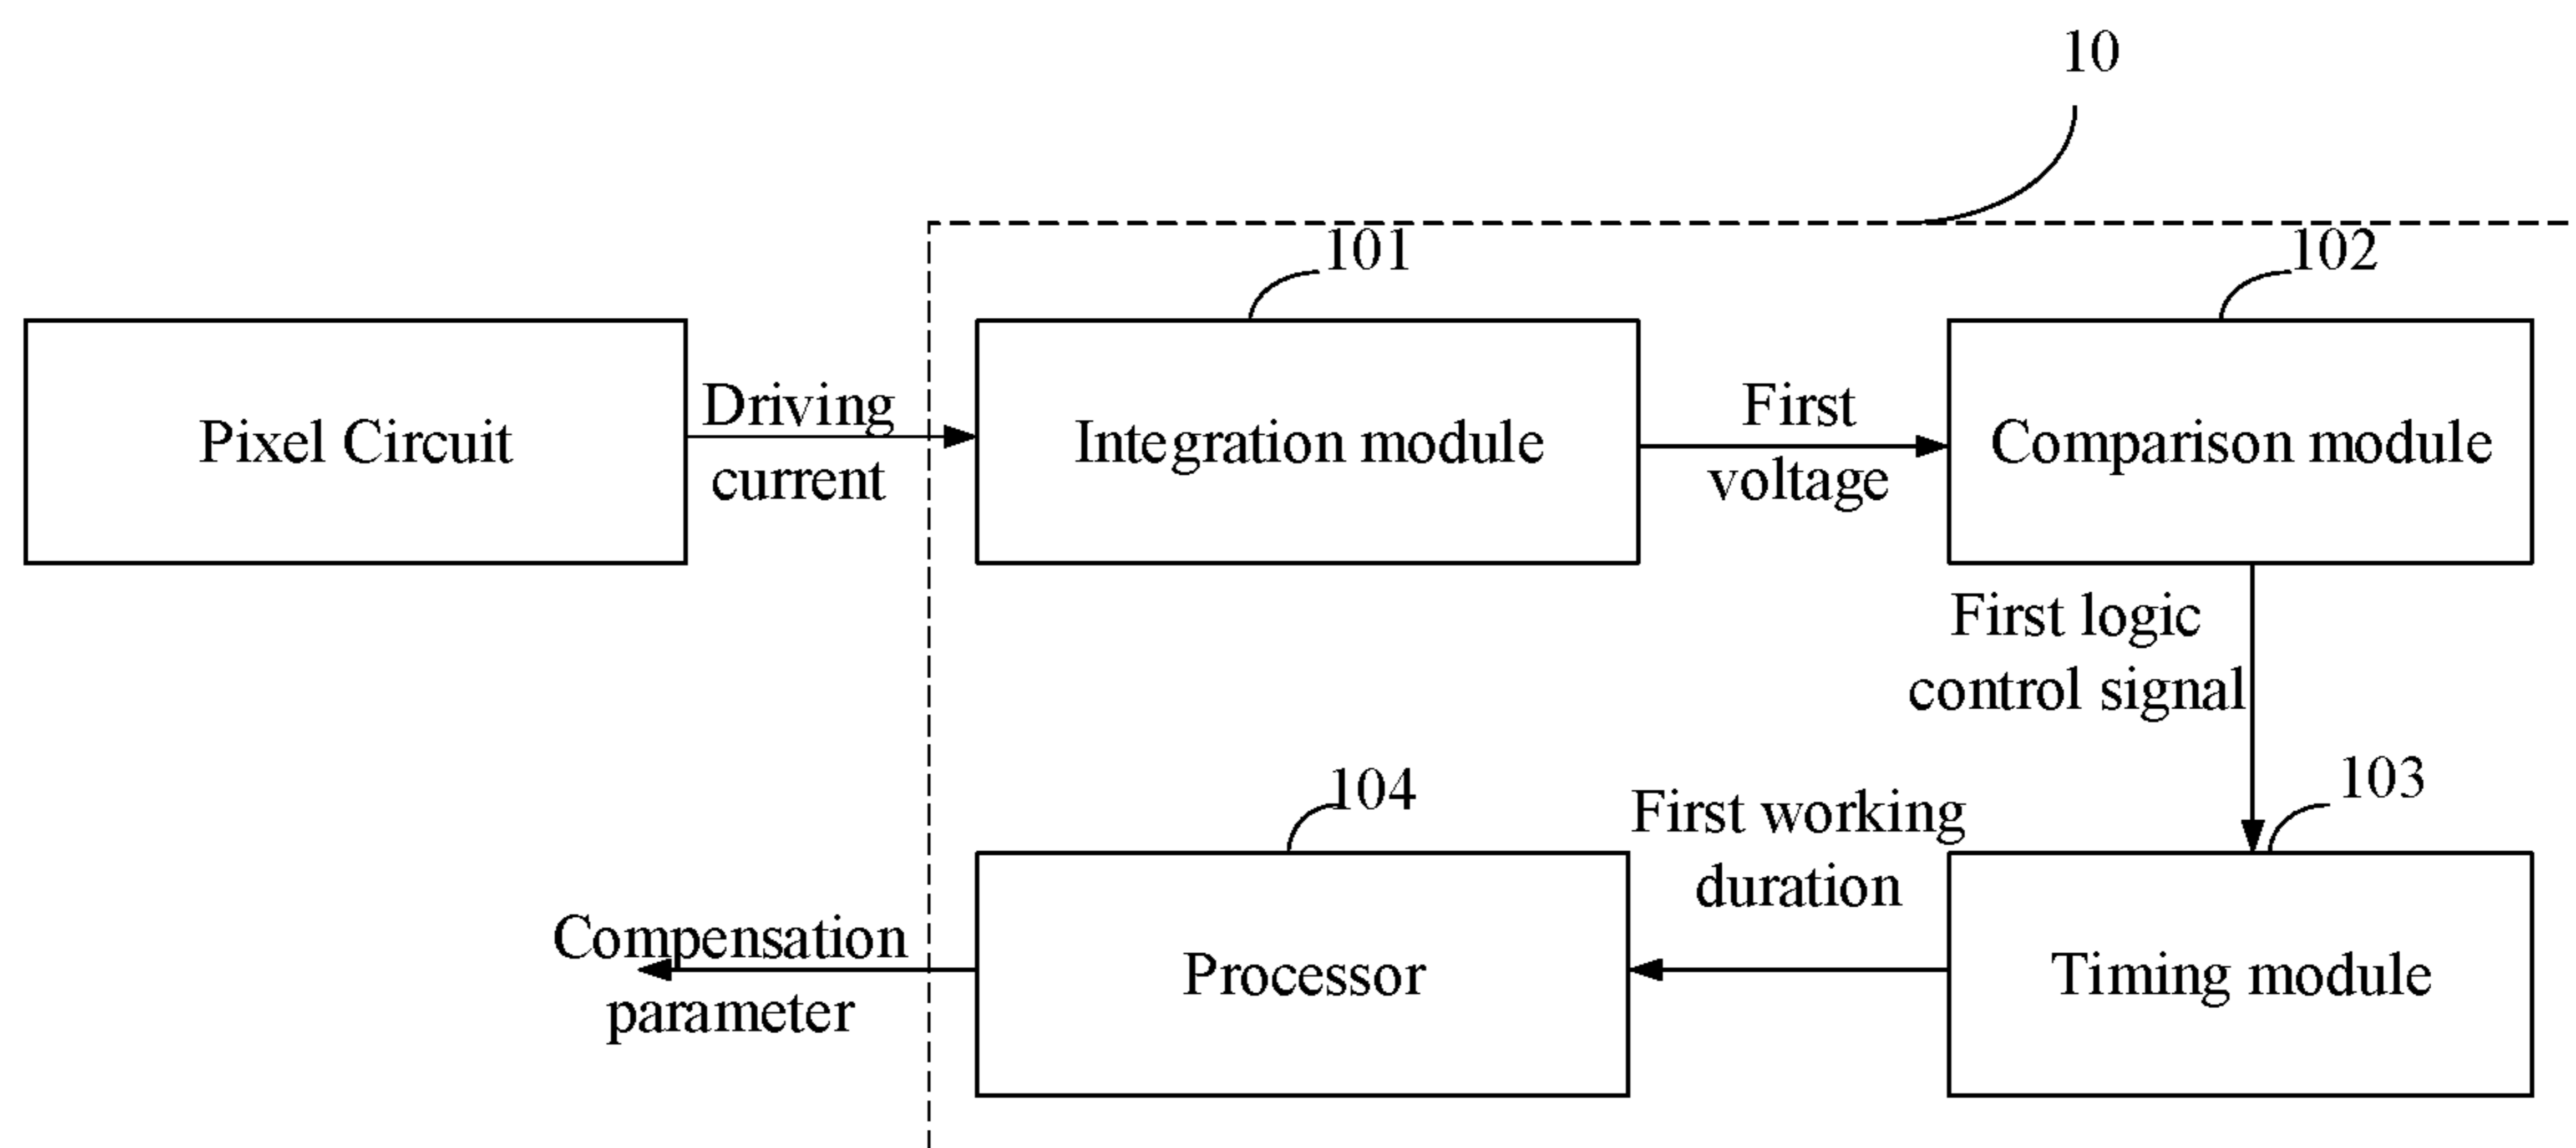 10
101
102
Pixel Circuit
Driving
current
Integration module
First
voltage
Comparison module
First logic
control signal
103
104
First working
duration
Compensation
parameter
Processor
Timing module